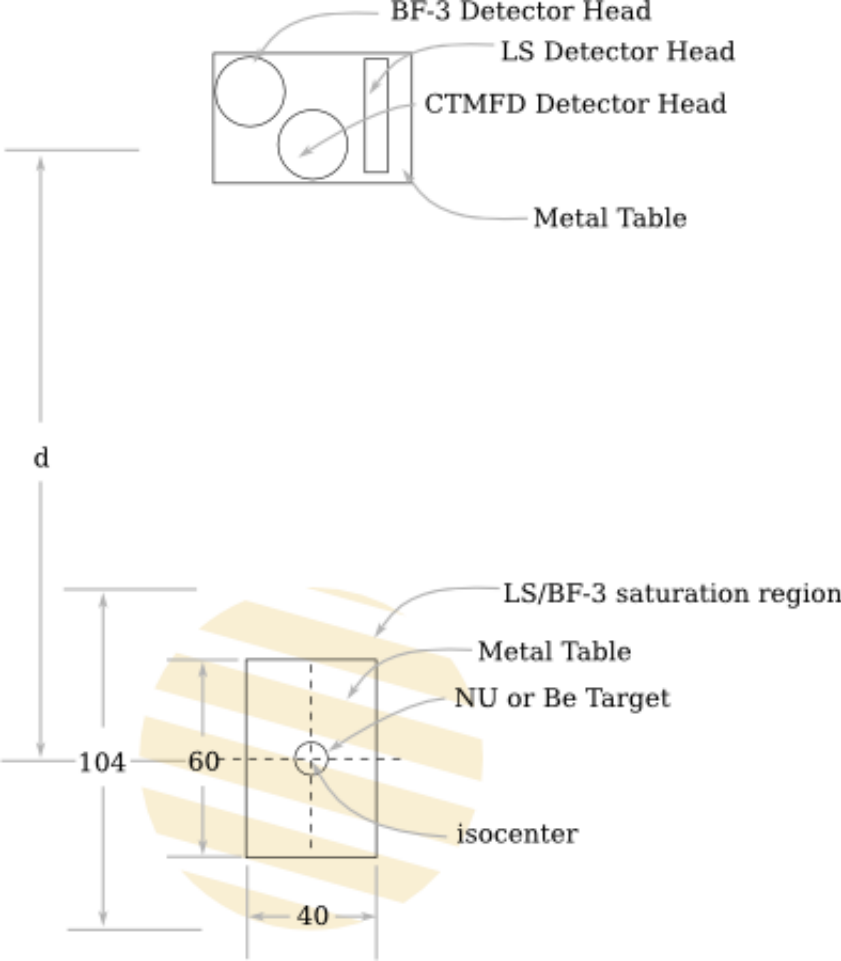 BF-3 Detector Head
LS Detector Head
CTMFD Detector Head
Metal Table
d
LS/BF-3 saturation region
Metal Table
NU or Be Target
104
60
isocenter
40